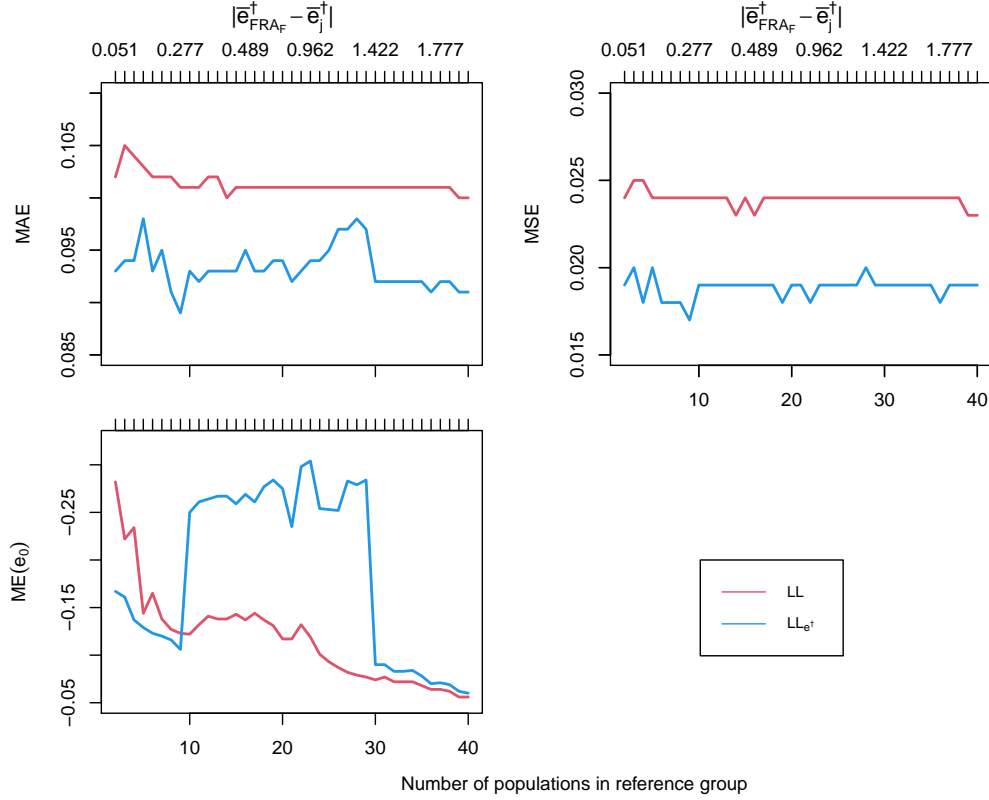 |e̅†FRA_F − e̅†j|
0.051 0.277 0.489 0.962 1.422 1.777
MAE
0.085 0.095 0.105
|e̅†FRA_F − e̅†j|
0.051 0.277 0.489 0.962 1.422 1.777
MSE
0.015 0.020 0.025 0.030
10 20 30 40
ME(e₀)
−0.05 −0.15 −0.25
10 20 30 40
LL
LLe†
Number of populations in reference group